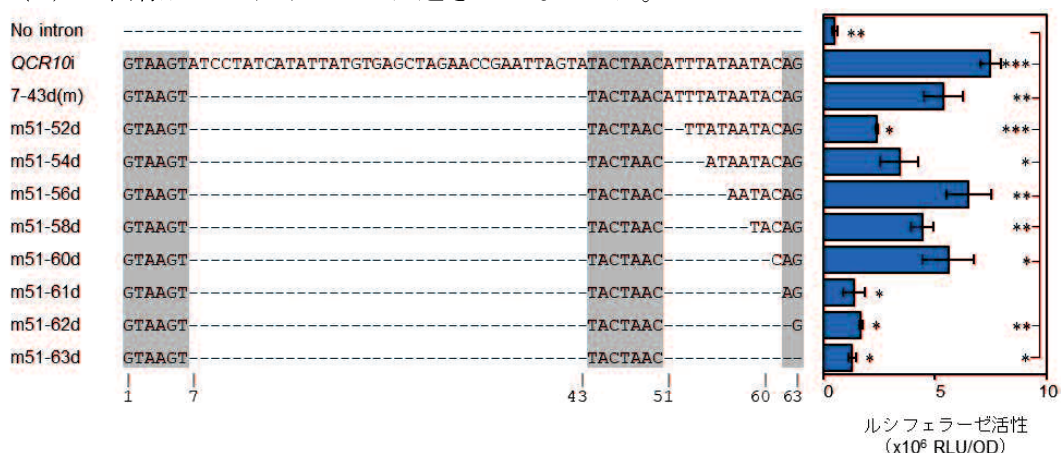 No intron --------------------------------------------------------------- **
QCR10i GTAAGTATCCTATCATATTATGTGAGCTAGAACCGAATTAGTATACTAACATTTATAATACAG ***
7-43d(m) GTAAGT-------------------------------------TACTAACATTTATAATACAG **
m51-52d GTAAGT-------------------------------------TACTAAC--TTATAATACAG * ***
m51-54d GTAAGT-------------------------------------TACTAAC----ATAATACAG *
m51-56d GTAAGT-------------------------------------TACTAAC------AATACAG **
m51-58d GTAAGT-------------------------------------TACTAAC--------TACAG **
m51-60d GTAAGT-------------------------------------TACTAAC----------CAG *
m51-61d GTAAGT-------------------------------------TACTAAC-----------AG *
m51-62d GTAAGT-------------------------------------TACTAAC------------G * **
m51-63d GTAAGT-------------------------------------TACTAAC------------- * *
1 7 43 51 60 63
0 5 10
ルシフェラーゼ活性
(x10⁶ RLU/OD)